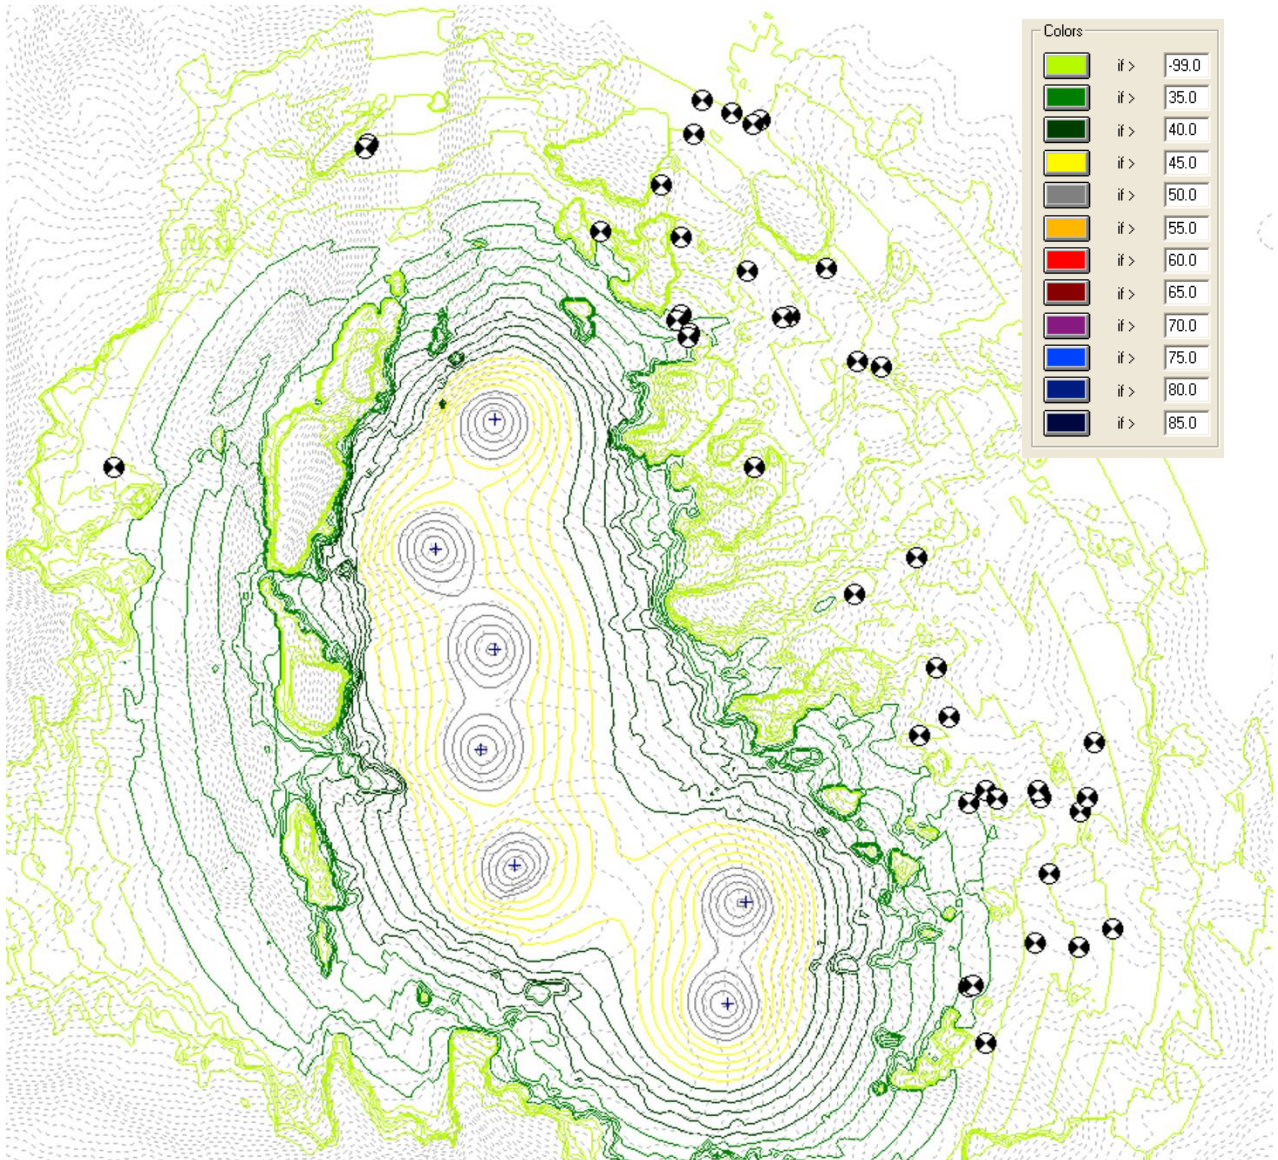 Colors
if > -99.0
if > 35.0
if > 40.0
if > 45.0
if > 50.0
if > 55.0
if > 60.0
if > 65.0
if > 70.0
if > 75.0
if > 80.0
if > 85.0